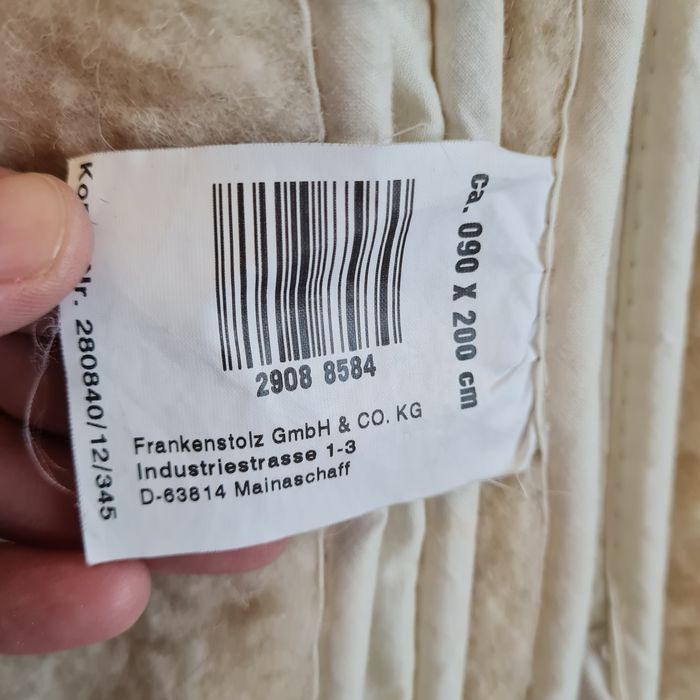 2908 8584
Frankenstolz GmbH & CO. KG
Industriestrasse 1-3
D-63814 Mainaschaff
ca. 090 X 200 cm
280840/12/345